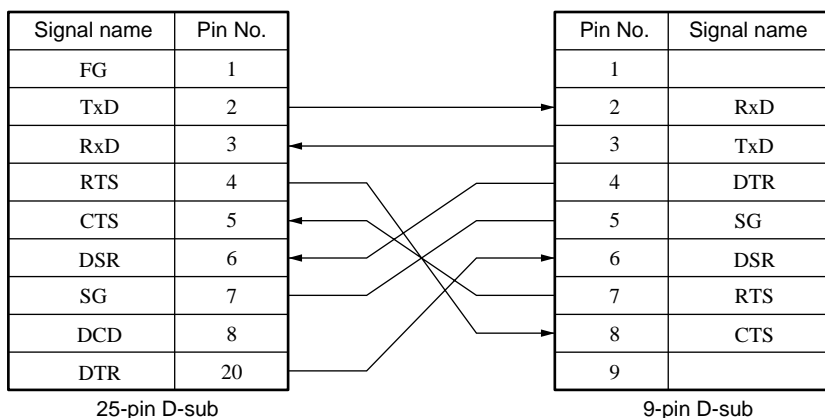 Signal name Pin No. Pin No. Signal name
FG 1 1
TxD 2 2 RxD
RxD 3 3 TxD
RTS 4 4 DTR
CTS 5 5 SG
DSR 6 6 DSR
SG 7 7 RTS
DCD 8 8 CTS
DTR 20 9
25-pin D-sub 9-pin D-sub